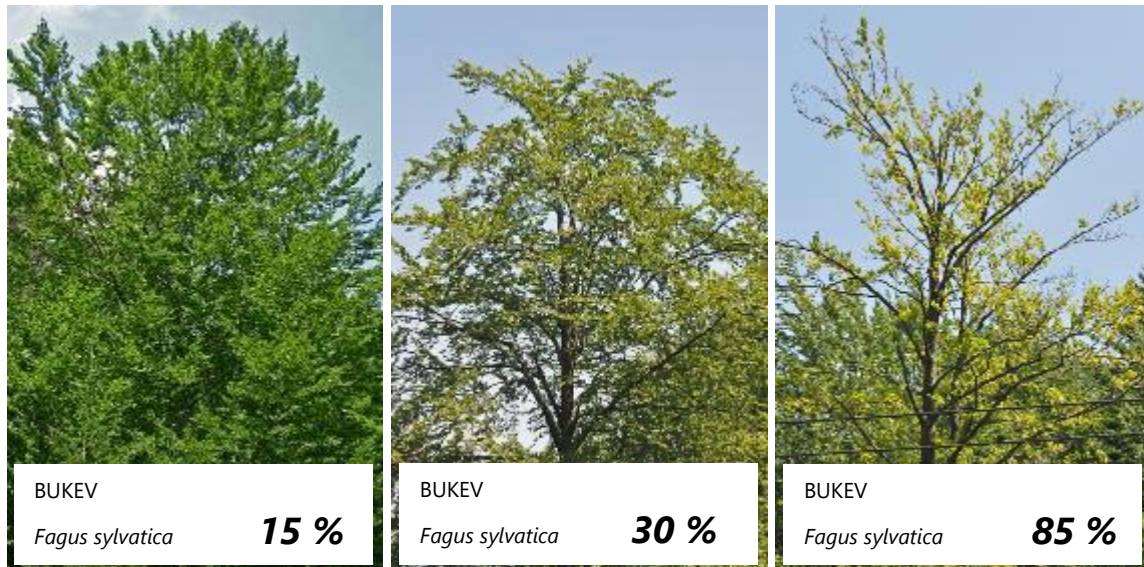 BUKEV
Fagus sylvatica 15 %
BUKEV
Fagus sylvatica 30 %
BUKEV
Fagus sylvatica 85 %